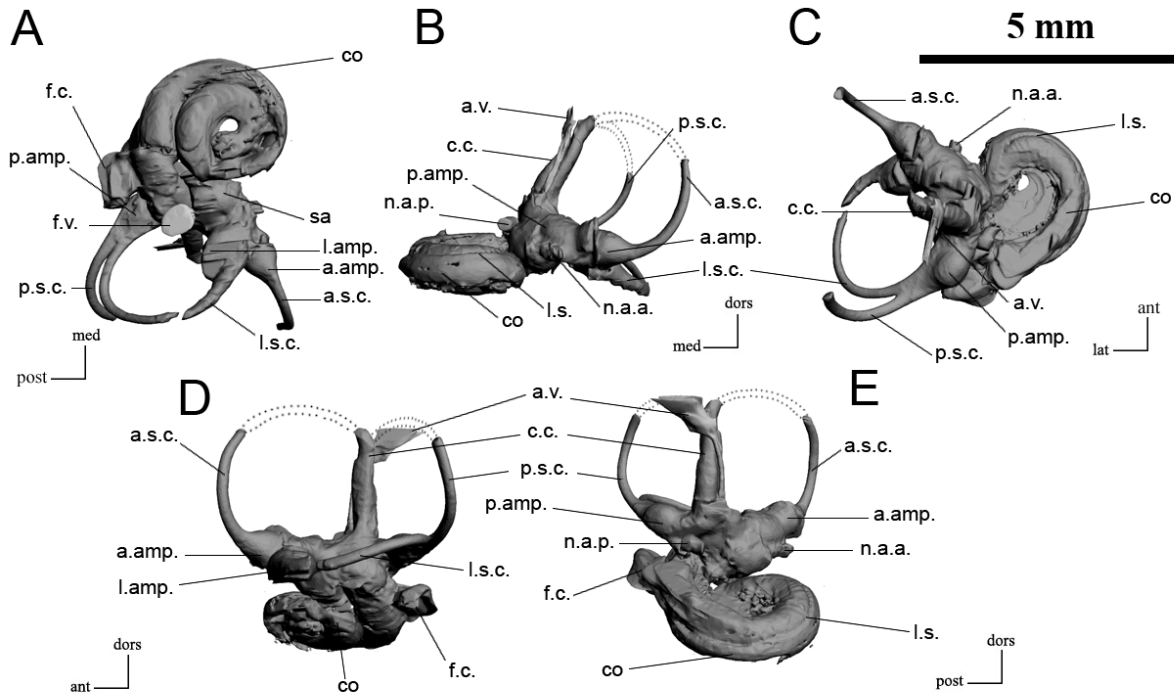 A
co
f.c.
p.amp.
f.v.
sa
l.amp.
a.amp.
p.s.c.
a.s.c.
l.s.c.
med
post
B
a.v.
p.s.c.
c.c.
p.amp.
a.s.c.
n.a.p.
a.amp.
l.s.c.
l.s.
n.a.a.
co
dors
med
C
5 mm
a.s.c.
n.a.a.
l.s.
c.c.
co
a.v.
p.amp.
p.s.c.
ant
lat
D
a.v.
a.s.c.
c.c.
p.s.c.
a.amp.
l.s.c.
l.amp.
f.c.
co
dors
ant
E
a.s.c.
p.amp.
a.amp.
n.a.p.
n.a.a.
f.c.
l.s.
co
dors
post